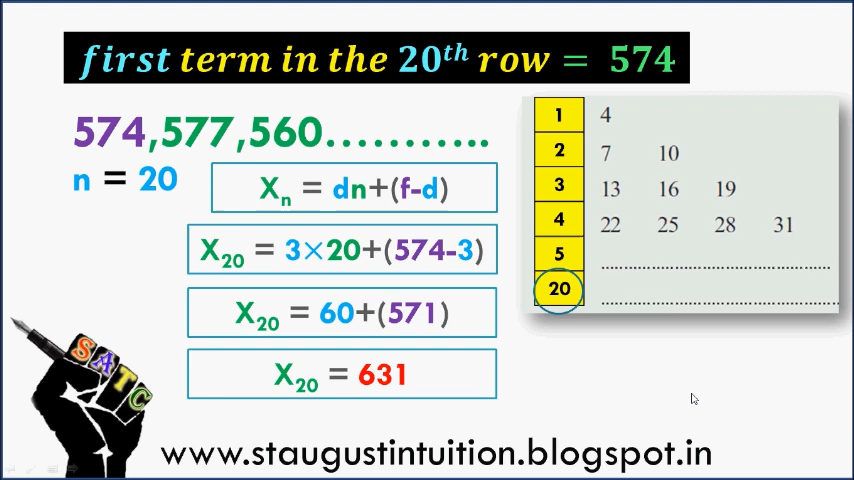 first term in the 20th row = 574
574,577,560...........
n = 20
Xn = dn+(f-d)
X20 = 3×20+(574-3)
X20 = 60+(571)
X20 = 631
1 4
2 7 10
3 13 16 19
4 22 25 28 31
5 ..........................................................
20 ............................................................
SATC
www.staugustintuition.blogspot.in